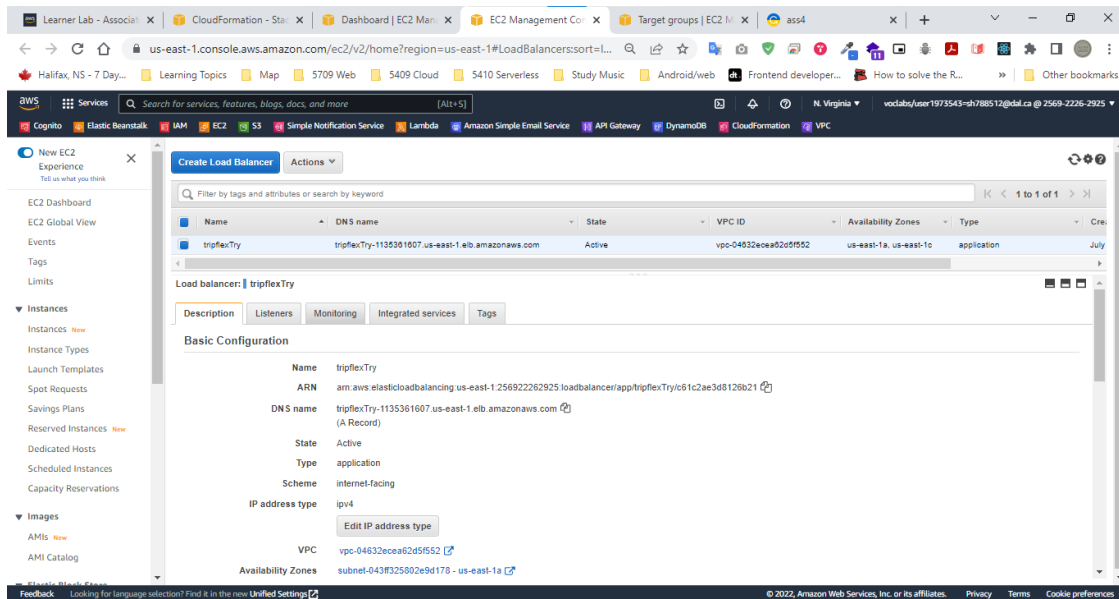 Learner Lab - Associat
CloudFormation - Stac
Dashboard | EC2 Man
EC2 Management Con
Target groups | EC2 M
ass4
us-east-1.console.aws.amazon.com/ec2/v2/home?region=us-east-1#LoadBalancers:sort=l...
Halifax, NS - 7 Day... Learning Topics Map 5709 Web 5409 Cloud 5410 Serverless Study Music Android/web dt. Frontend developer... How to solve the R... » Other bookmarks
aws Services Search for services, features, blogs, docs, and more [Alt+S] N. Virginia voclabs/user1973543=sh788512@dal.ca @ 2569-2226-2925
Cognito Elastic Beanstalk IAM EC2 S3 Simple Notification Service Lambda Amazon Simple Email Service API Gateway DynamoDB CloudFormation VPC
New EC2
Experience
Tell us what you think
EC2 Dashboard
EC2 Global View
Events
Tags
Limits
Instances
Instances New
Instance Types
Launch Templates
Spot Requests
Savings Plans
Reserved Instances New
Dedicated Hosts
Scheduled Instances
Capacity Reservations
Images
AMIs New
AMI Catalog
Create Load Balancer Actions
Filter by tags and attributes or search by keyword 1 to 1 of 1
Name DNS name State VPC ID Availability Zones Type Crea
tripflexTry tripflexTry-1135361607.us-east-1.elb.amazonaws.com Active vpc-04632ecea62d5f552 us-east-1a, us-east-1c application July
Load balancer: tripflexTry
Description Listeners Monitoring Integrated services Tags
Basic Configuration
Name tripflexTry
ARN arn:aws:elasticloadbalancing:us-east-1:256922262925:loadbalancer/app/tripflexTry/c61c2ae3d8126b21
DNS name tripflexTry-1135361607.us-east-1.elb.amazonaws.com
(A Record)
State Active
Type application
Scheme internet-facing
IP address type ipv4
Edit IP address type
VPC vpc-04632ecea62d5f552
Availability Zones subnet-043ff325802e9d178 - us-east-1a
Feedback Looking for language selection? Find it in the new Unified Settings © 2022, Amazon Web Services, Inc. or its affiliates. Privacy Terms Cookie preferences